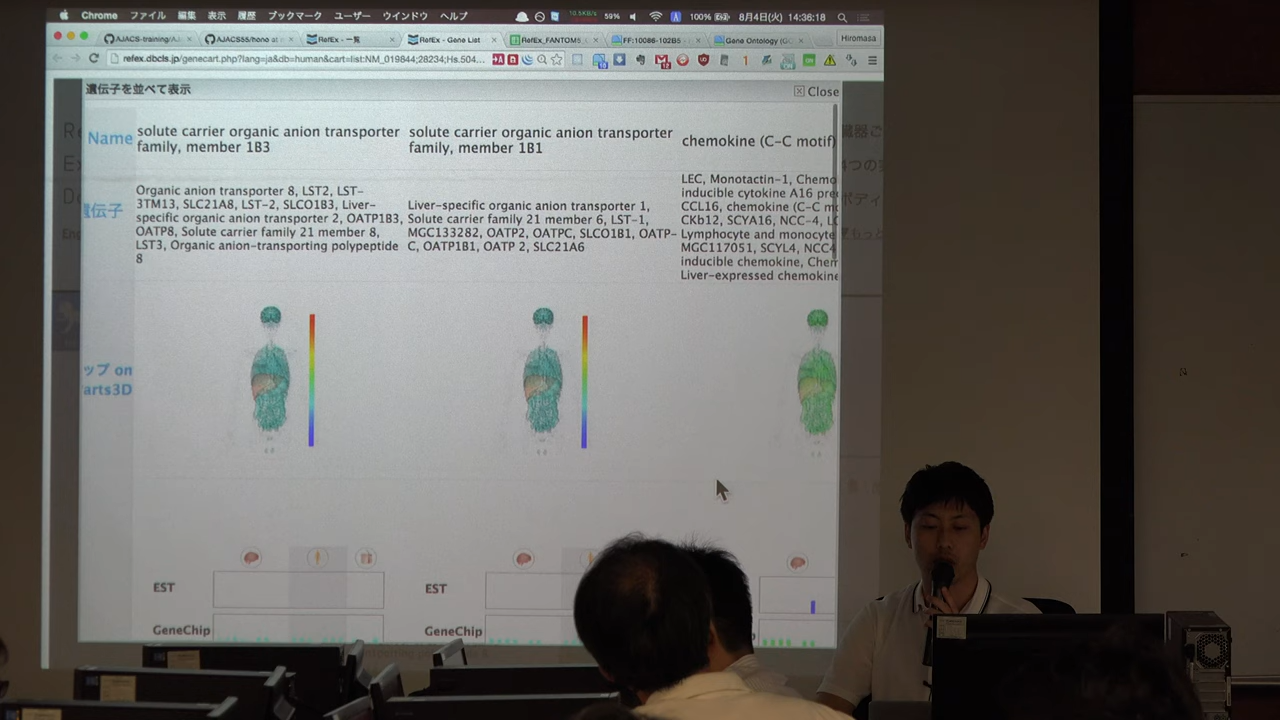 Chrome ファイル 編集 表示 履歴 ブックマーク ユーザー ウインドウ ヘルプ 10.5KB/s 59% 100% 8月4日(火) 14:36:18
AJACS-training/AJ AJACS55/hono at RefEx - 一覧 RefEx - Gene List RefEx_FANTOM5 FF:10086-102B5 Gene Ontology (GO Hiromasa
refex.dbcls.jp/genecart.php?lang=ja&db=human&cart=list:NM_019844;28234;Hs.504...
遺伝子を並べて表示 Close
Name
solute carrier organic anion transporter
family, member 1B3
solute carrier organic anion transporter
family, member 1B1
chemokine (C-C motif)
遺伝子
Organic anion transporter 8, LST2, LST-
3TM13, SLC21A8, LST-2, SLCO1B3, Liver-
specific organic anion transporter 2, OATP1B3,
OATP8, Solute carrier family 21 member 8,
LST3, Organic anion-transporting polypeptide
8
Liver-specific organic anion transporter 1,
Solute carrier family 21 member 6, LST-1,
MGC133282, OATP2, OATPC, SLCO1B1, OATP-
C, OATP1B1, OATP 2, SLC21A6
LEC, Monotactin-1, Chemo
inducible cytokine A16 pre
CCL16, chemokine (C-C m
CKb12, SCYA16, NCC-4, L
Lymphocyte and monocyte
MGC117051, SCYL4, NCC4
inducible chemokine, Chem
Liver-expressed chemokine
ップ on
arts3D
EST EST
GeneChip GeneChip